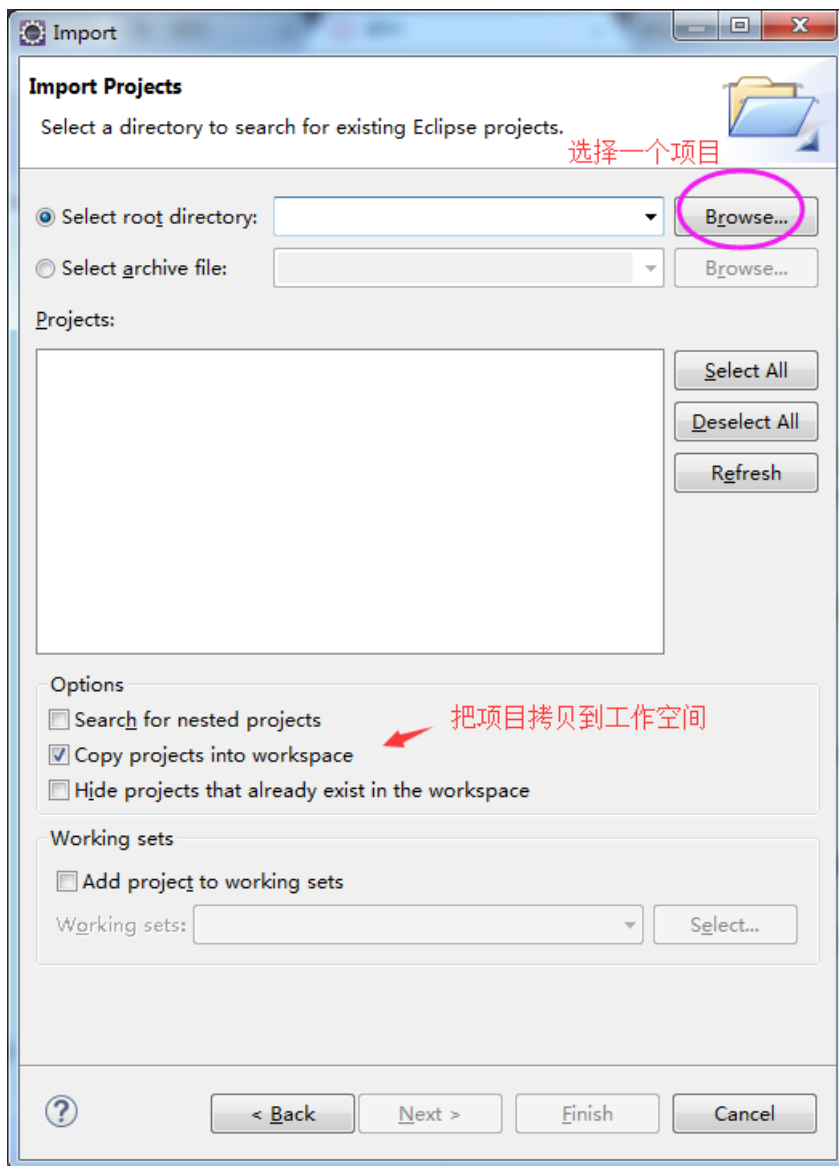 Import
Import Projects
Select a directory to search for existing Eclipse projects.
选择一个项目
Select root directory:
Browse...
Select archive file:
Browse...
Projects:
Select All
Deselect All
Refresh
Options
Search for nested projects
把项目拷贝到工作空间
Copy projects into workspace
Hide projects that already exist in the workspace
Working sets
Add project to working sets
Working sets:
Select...
?
< Back
Next >
Finish
Cancel